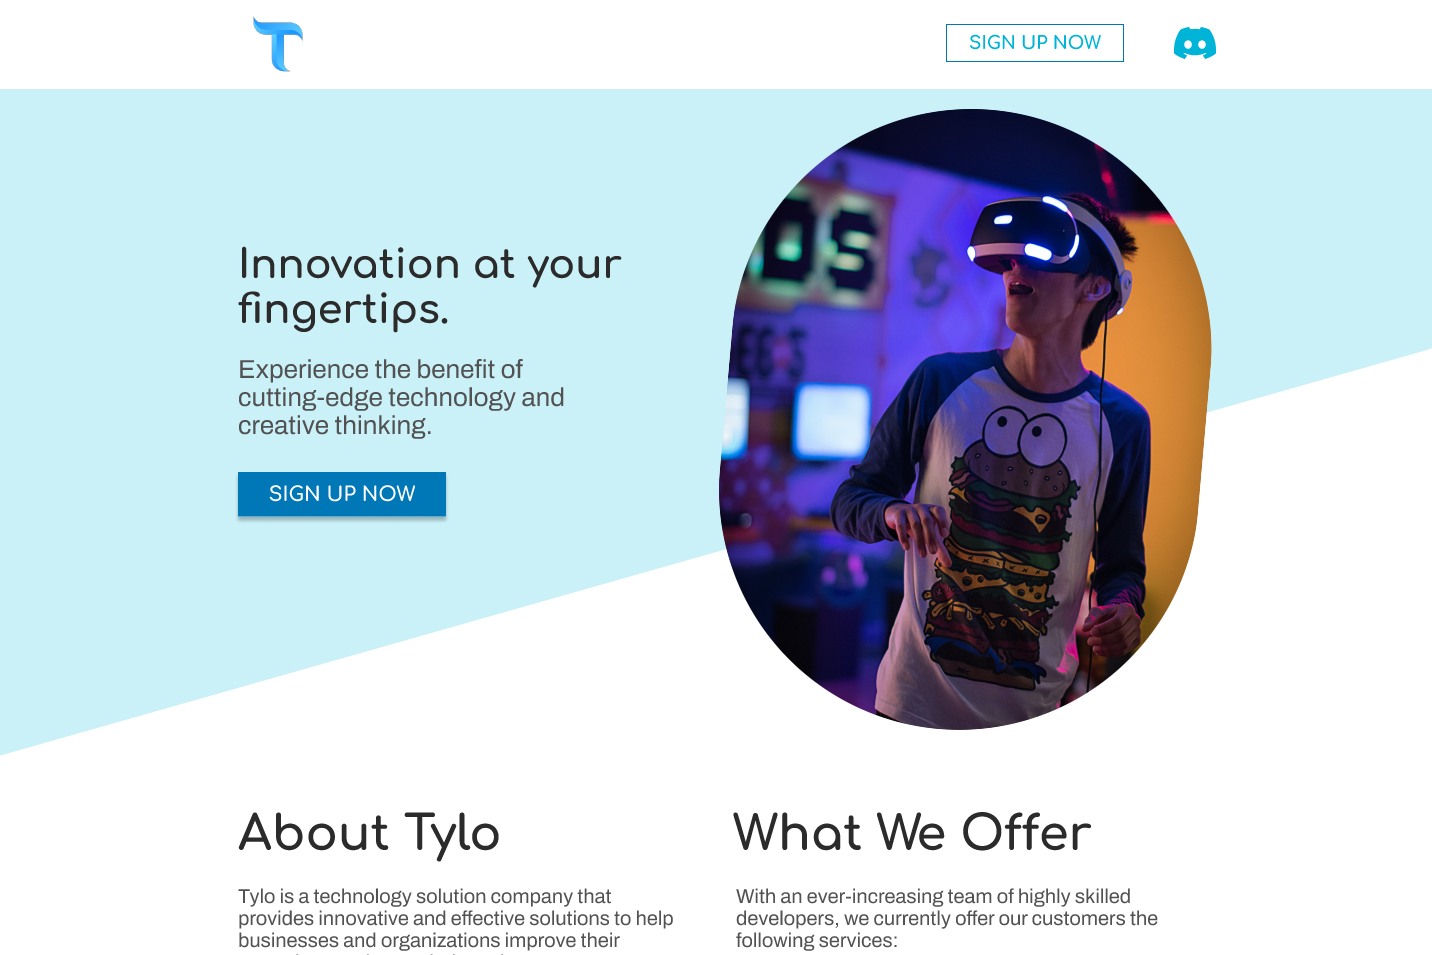 T
SIGN UP NOW
Innovation at your
fingertips.
Experience the benefit of
cutting-edge technology and
creative thinking.
SIGN UP NOW
About Tylo
Tylo is a technology solution company that
provides innovative and effective solutions to help
businesses and organizations improve their
What We Offer
With an ever-increasing team of highly skilled
developers, we currently offer our customers the
following services: